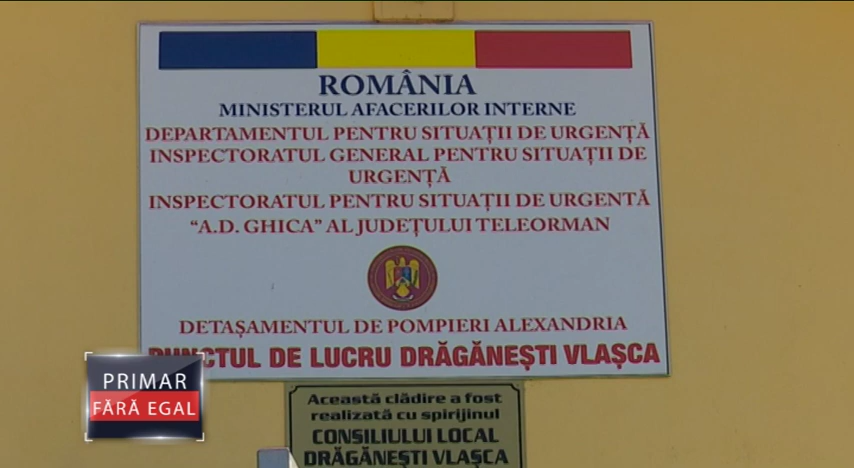 ROMÂNIA
MINISTERUL AFACERILOR INTERNE
DEPARTAMENTUL PENTRU SITUAȚII DE URGENȚĂ
INSPECTORATUL GENERAL PENTRU SITUAȚII DE
URGENȚĂ
INSPECTORATUL PENTRU SITUAȚII DE URGENȚĂ
“A.D. GHICA” AL JUDEȚULUI TELEORMAN
DETAȘAMENTUL DE POMPIERI ALEXANDRIA
PUNCTUL DE LUCRU DRĂGĂNEȘTI VLAȘCA
PRIMAR
FĂRĂ EGAL
Această clădire a fost
realizată cu spirijinul
CONSILIULUI LOCAL
DRĂGĂNEȘTI VLAȘCA